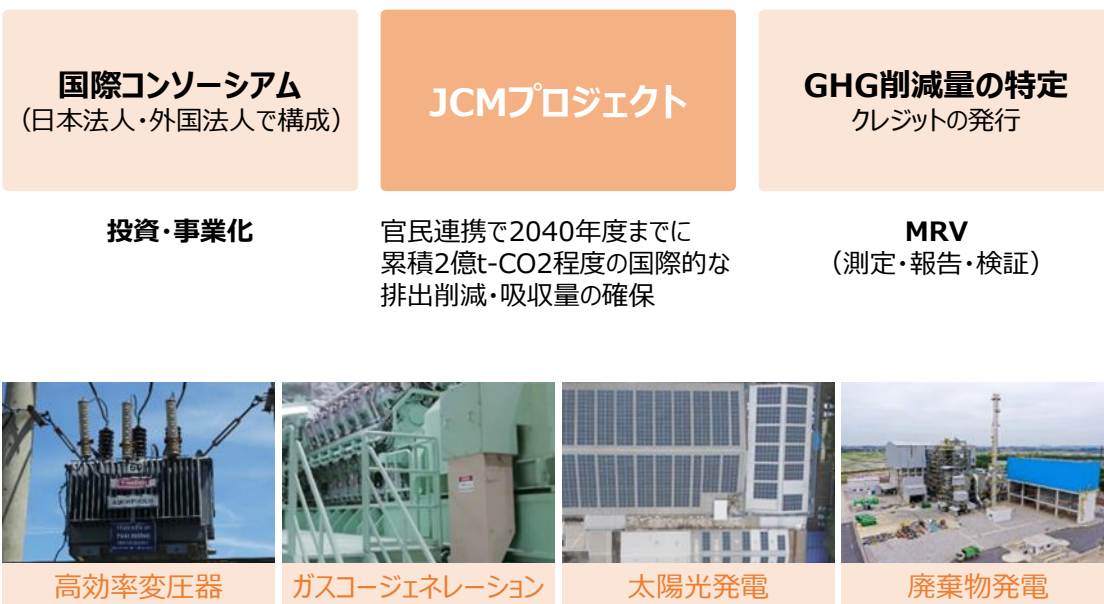 国際コンソーシアム
（日本法人・外国法人で構成）
JCMプロジェクト
GHG削減量の特定
クレジットの発行
投資・事業化
官民連携で2040年度までに
累積2億t-CO2程度の国際的な
排出削減・吸収量の確保
MRV
（測定・報告・検証）
高効率変圧器
ガスコージェネレーション
太陽光発電
廃棄物発電